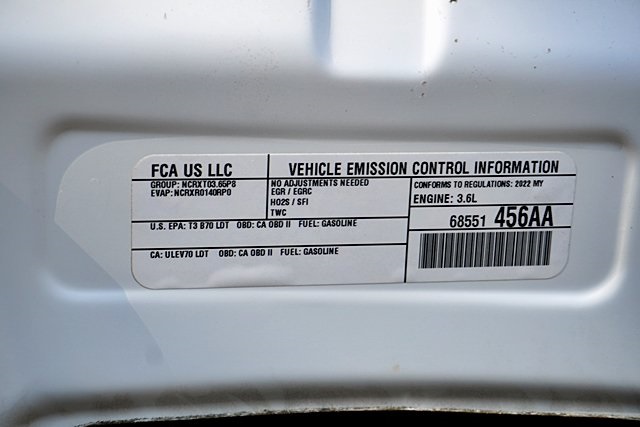 FCA US LLC
VEHICLE EMISSION CONTROL INFORMATION
GROUP: NCRXT03.65P8
EVAP: NCRXR0140RP0
NO ADJUSTMENTS NEEDED
EGR / EGRC
HO2S / SFI
TWC
CONFORMS TO REGULATIONS: 2022 MY
ENGINE: 3.6L
U.S. EPA: T3 B70 LDT OBD: CA OBD II FUEL: GASOLINE
68551 456AA
CA: ULEV70 LDT OBD: CA OBD II FUEL: GASOLINE